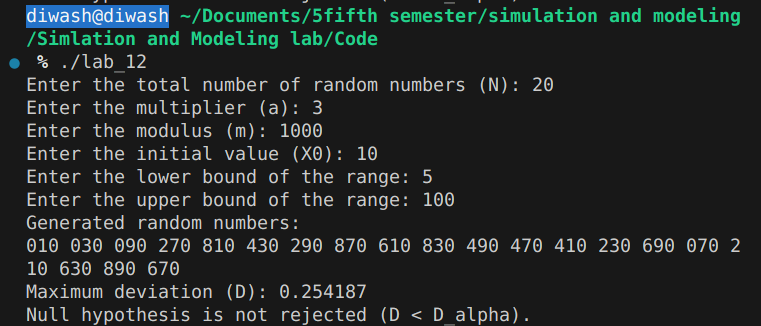 diwash@diwash ~/Documents/5fifth semester/simulation and modeling
/Simlation and Modeling lab/Code
% ./lab_12
Enter the total number of random numbers (N): 20
Enter the multiplier (a): 3
Enter the modulus (m): 1000
Enter the initial value (X0): 10
Enter the lower bound of the range: 5
Enter the upper bound of the range: 100
Generated random numbers:
010 030 090 270 810 430 290 870 610 830 490 470 410 230 690 070 2
10 630 890 670
Maximum deviation (D): 0.254187
Null hypothesis is not rejected (D < D_alpha).